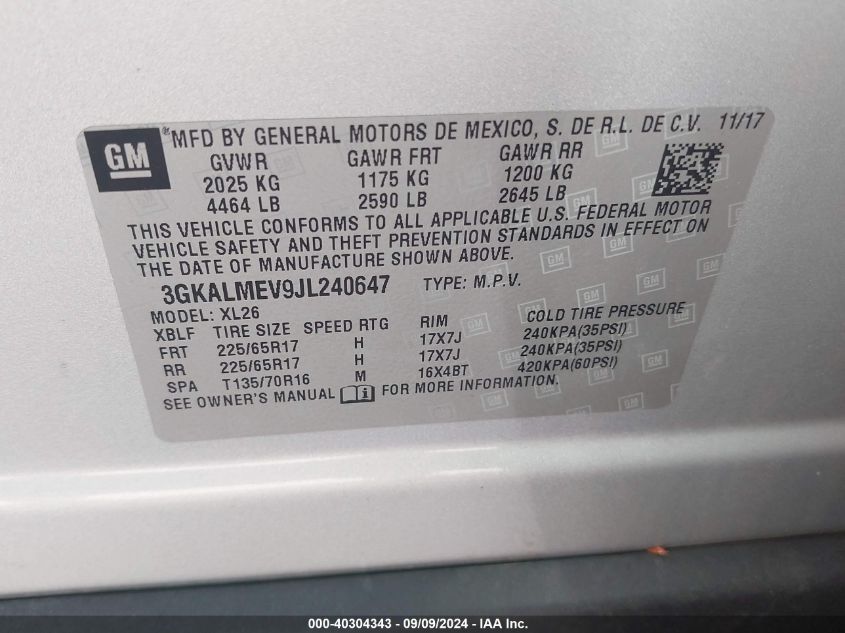 GM ® MFD BY GENERAL MOTORS DE MEXICO, S. DE R.L. DE C.V. 11/17
GVWR GAWR FRT GAWR RR
2025 KG 1175 KG 1200 KG
4464 LB 2590 LB 2645 LB
THIS VEHICLE CONFORMS TO ALL APPLICABLE U.S. FEDERAL MOTOR
VEHICLE SAFETY AND THEFT PREVENTION STANDARDS IN EFFECT ON
THE DATE OF MANUFACTURE SHOWN ABOVE.
3GKALMEV9JL240647 TYPE: M.P.V.
MODEL: XL26
XBLF TIRE SIZE SPEED RTG RIM COLD TIRE PRESSURE
FRT 225/65R17 H 17X7J 240KPA(35PSI)
RR 225/65R17 H 17X7J 240KPA(35PSI)
SPA T135/70R16 M 16X4BT 420KPA(60PSI)
SEE OWNER'S MANUAL i FOR MORE INFORMATION.
000-40304343 - 09/09/2024 - IAA Inc.